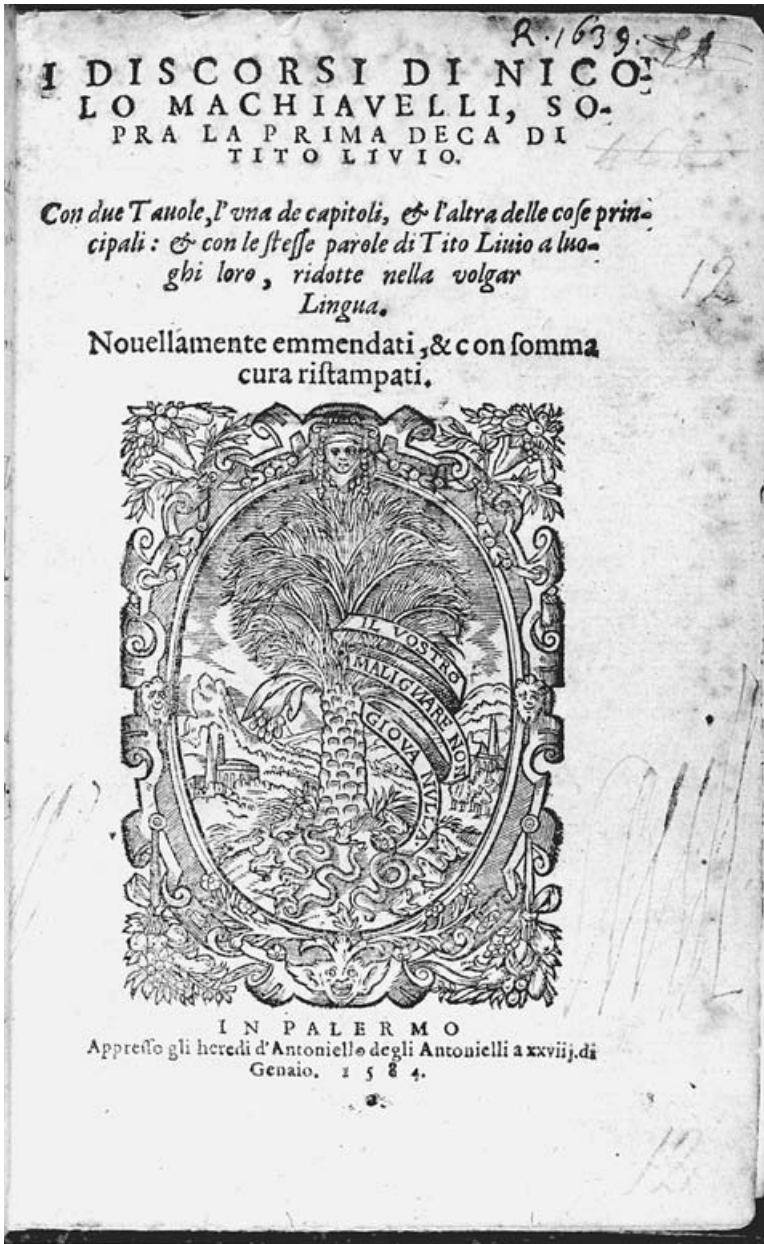 R. 1639.
I DISCORSI DI NICO-
LO MACHIAVELLI, SO-
PRA LA PRIMA DECA DI
TITO LIVIO.
Con due Tauole, l'vna de capitoli, & l'altra delle coſe prin-
cipali: & con le ſteſſe parole di Tito Liuio a luo-
ghi loro, ridotte nella volgar
Lingua.
Nouellamente emmendati, & con ſomma
cura riſtampati.
12
IL VOSTRO
MALIGNARE NON
GIOVA NVLLA
IN PALERMO
Appreſſo gli heredi d'Antoniello degli Antonielli a xxviij. di
Genaio. 1584.